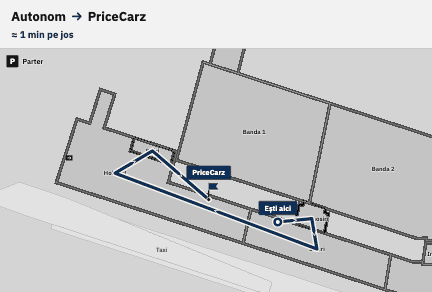 Autonom → PriceCarz
≈ 1 min pe jos
P Parter
Banda 1
Banda 2
PriceCarz
Ești aici
Taxi